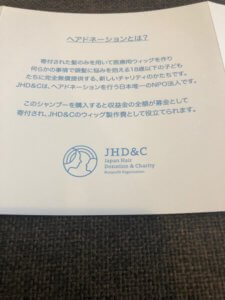 ヘアドネーションとは?
寄付された髪のみを用いて医療用ウィッグを作り
何らかの事情で頭髪に悩みを抱える18歳以下の子ども
たちに完全無償提供する、新しいチャリティのかたちです。
JHD&Cは、ヘアドネーションを行う日本唯一のNPO法人です。
このシャンプーを購入すると収益金の全額が募金として
寄付され、JHD&Cのウィッグ製作費として役立てられます。
JHD&C
Japan Hair
Donation & Charity
Nonprofit Organization